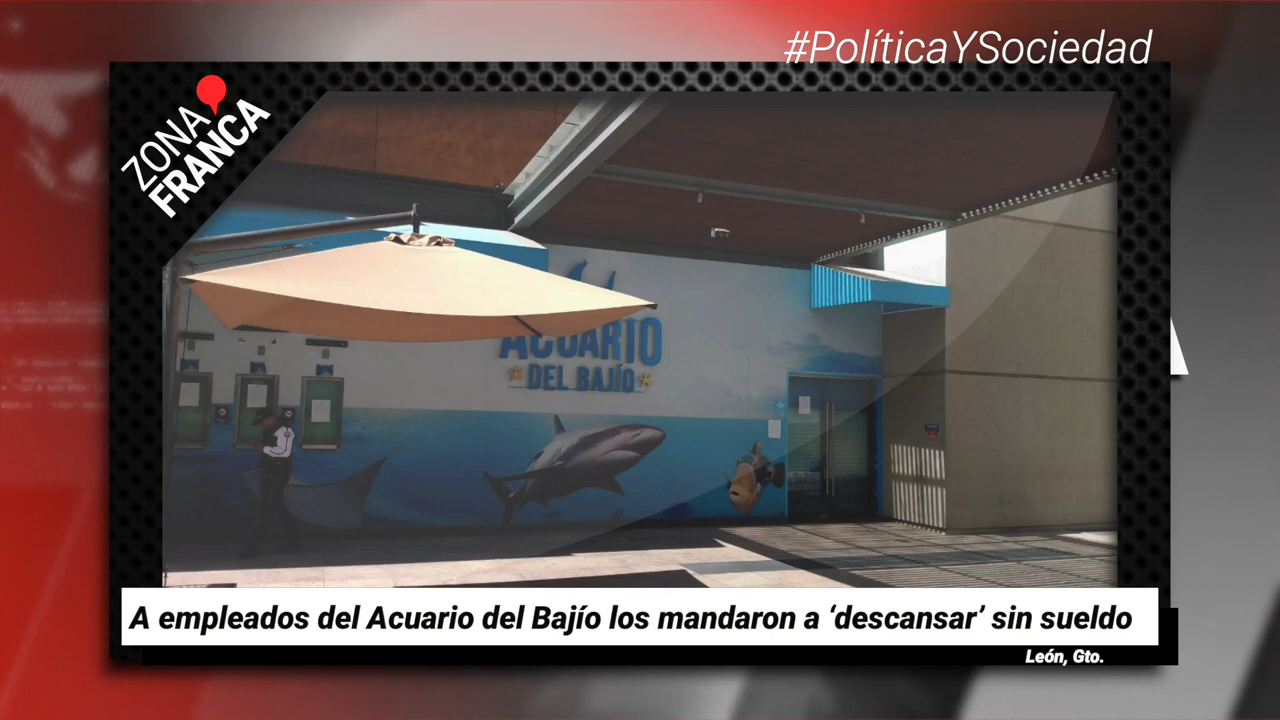 #PolíticaYSociedad
ZONA
FRANCA
ACUARIO
DEL BAJÍO
A empleados del Acuario del Bajío los mandaron a ‘descansar’ sin sueldo
León, Gto.